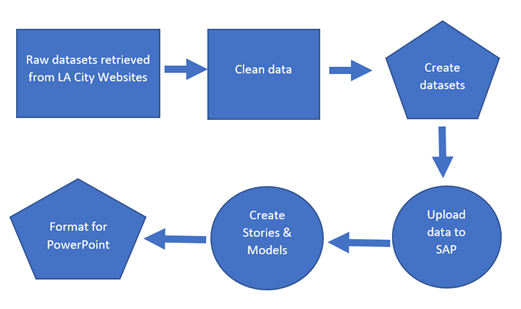 Raw datasets retrieved
from LA City Websites
Clean data
Create
datasets
Upload
data to
SAP
Create
Stories &
Models
Format for
PowerPoint